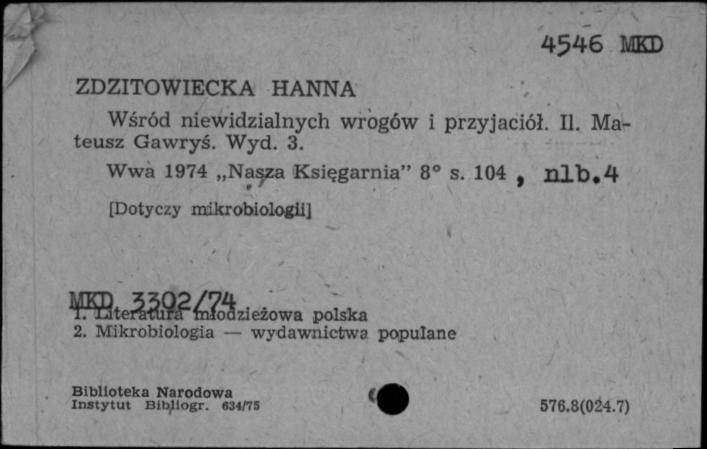 4546 MKD
ZDZITOWIECKA HANNA
Wśród niewidzialnych wrogów i przyjaciół. Il. Ma-
teusz Gawryś. Wyd. 3.
Wwa 1974 „Nasza Księgarnia” 8° s. 104 , nlb.4
[Dotyczy mikrobiologii]
MKD 3302/74
1. Literatura młodzieżowa polska
2. Mikrobiologia — wydawnictwa populane
Biblioteka Narodowa
Instytut Bibliogr. 634/75
576.8(024.7)